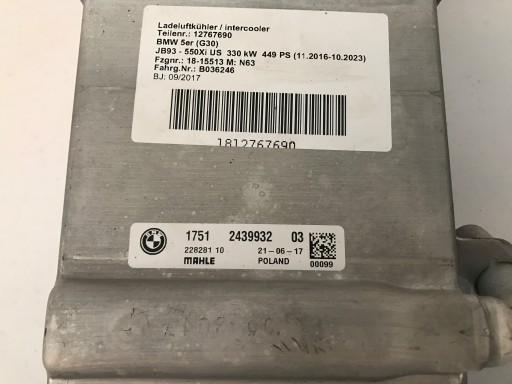 Ladeluftkühler / intercooler
Teilenr.: 12767690
BMW 5er (G30)
JB93 - 550Xi US 330 kW 449 PS (11.2016-10.2023)
Fzgnr.: 18-15513 M: N63
Fahrg.Nr.: B036246
BJ: 09/2017
1812767690
1751 2439932 03
228281 10 21-06-17
MAHLE POLAND 00099